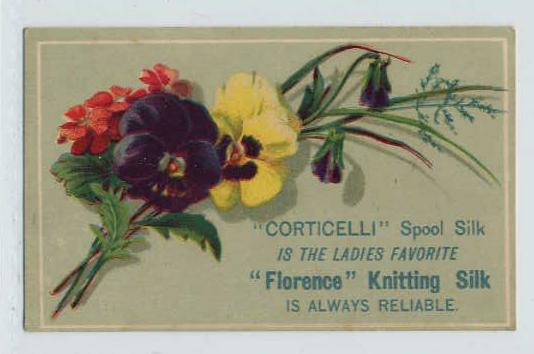 "CORTICELLI" Spool Silk
IS THE LADIES FAVORITE
"Florence" Knitting Silk
IS ALWAYS RELIABLE.